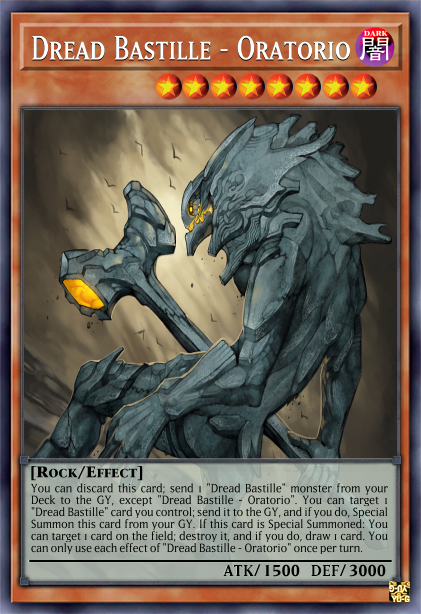 Dread Bastille - Oratorio
DARK
闇
[Rock/Effect]
You can discard this card; send 1 "Dread Bastille" monster from your
Deck to the GY, except "Dread Bastille - Oratorio". You can target 1
"Dread Bastille" card you control; send it to the GY, and if you do, Special
Summon this card from your GY. If this card is Special Summoned: You
can target 1 card on the field; destroy it, and if you do, draw 1 card. You
can only use each effect of "Dread Bastille - Oratorio" once per turn.
ATK/1500 DEF/3000